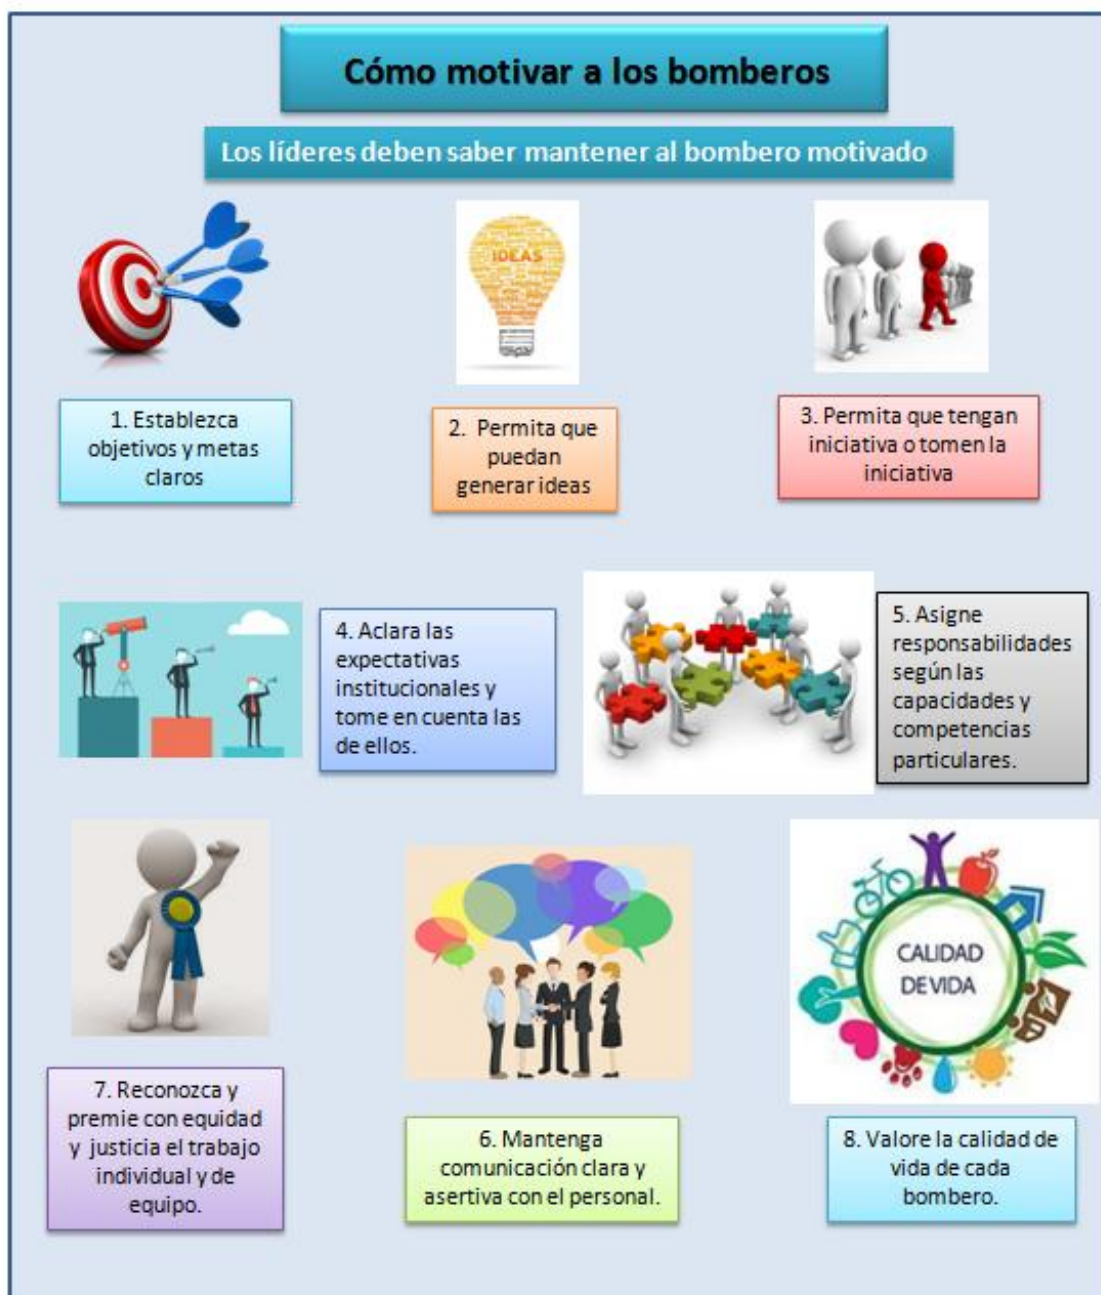 Cómo motivar a los bomberos
Los líderes deben saber mantener al bombero motivado
IDEAS
1. Establezca
objetivos y metas
claros
2. Permita que
puedan
generar ideas
3. Permita que tengan
iniciativa o tomen la
iniciativa
4. Aclara las
expectativas
institucionales y
tome en cuenta las
de ellos.
5. Asigne
responsabilidades
según las
capacidades y
competencias
particulares.
CALIDAD
DE VIDA
7. Reconozca y
premie con equidad
y justicia el trabajo
individual y de
equipo.
6. Mantenga
comunicación clara y
asertiva con el personal.
8. Valore la calidad de
vida de cada
bombero.